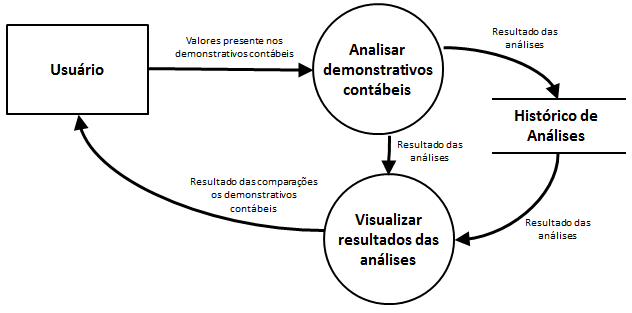 Usuário
Valores presente nos
demonstrativos contábeis
Analisar
demonstrativos
contábeis
Resultado das
análises
Histórico de
Análises
Resultado das
análises
Resultado das
análises
Visualizar
resultados das
análises
Resultado das comparações
os demonstrativos
contábeis